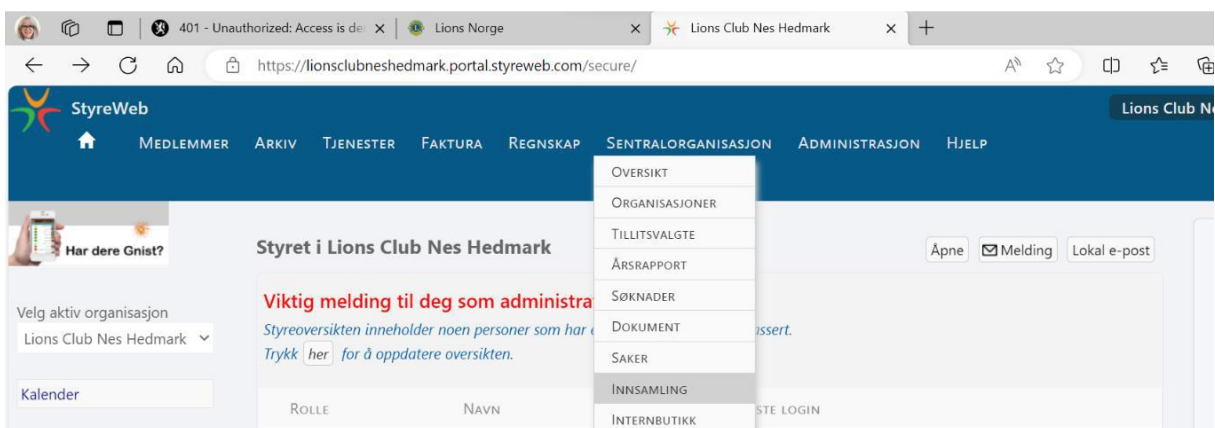 401 - Unauthorized: Access is de
Lions Norge
Lions Club Nes Hedmark
https://lionsclubneshedmark.portal.styreweb.com/secure/
StyreWeb
Lions Club Ne
MEDLEMMER ARKIV TJENESTER FAKTURA REGNSKAP SENTRALORGANISASJON ADMINISTRASJON HJELP
OVERSIKT
ORGANISASJONER
TILLITSVALGTE
ÅRSRAPPORT
SØKNADER
DOKUMENT
SAKER
INNSAMLING
INTERNBUTIKK
Har dere Gnist?
Velg aktiv organisasjon
Lions Club Nes Hedmark
Kalender
Styret i Lions Club Nes Hedmark
Åpne Melding Lokal e-post
Viktig melding til deg som administra
Styreoversikten inneholder noen personer som har ssert.
Trykk her for å oppdatere oversikten.
ROLLE NAVN STE LOGIN